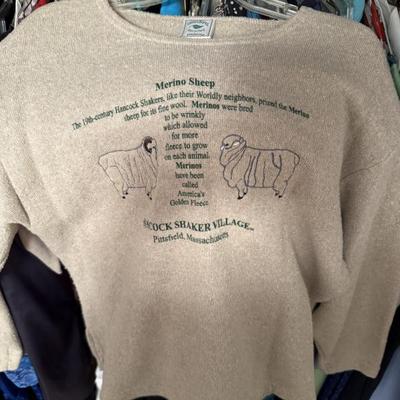 Merino Sheep
The 19th-century Hancock Shakers, like their Worldly neighbors, prized the Merino
sheep for its fine wool. Merinos were bred
to be wrinkly
which allowed
for more
fleece to grow
on each animal.
Merinos
have been
called
America's
Golden Fleece.
HANCOCK SHAKER VILLAGE
Pittsfield, Massachusetts